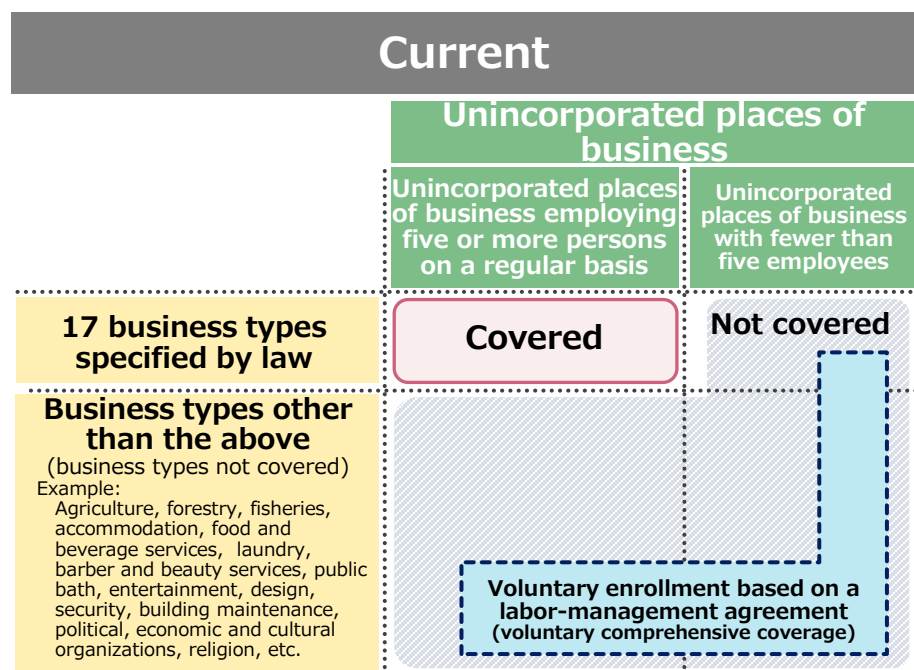 Current
Unincorporated places of
business
Unincorporated places
of business employing
five or more persons
on a regular basis
Unincorporated
places of business
with fewer than
five employees
17 business types
specified by law
Covered
Not covered
Business types other
than the above
(business types not covered)
Example:
Agriculture, forestry, fisheries,
accommodation, food and
beverage services, laundry,
barber and beauty services, public
bath, entertainment, design,
security, building maintenance,
political, economic and cultural
organizations, religion, etc.
Voluntary enrollment based on a
labor-management agreement
(voluntary comprehensive coverage)